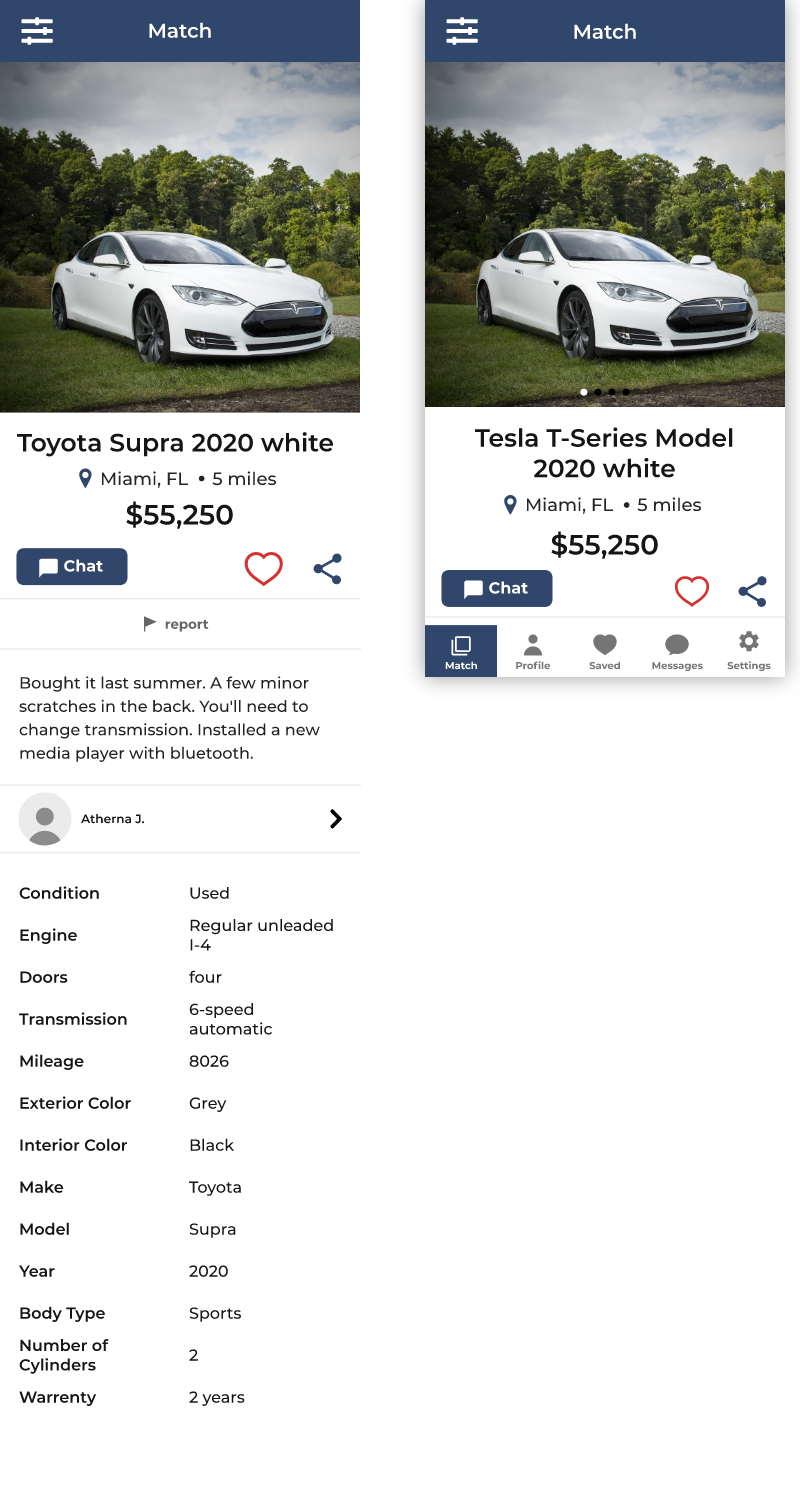 Match
Toyota Supra 2020 white
Miami, FL • 5 miles
$55,250
Chat
report
Bought it last summer. A few minor
scratches in the back. You'll need to
change transmission. Installed a new
media player with bluetooth.
Atherna J.
Condition Used
Engine Regular unleaded
I-4
Doors four
Transmission 6-speed
automatic
Mileage 8026
Exterior Color Grey
Interior Color Black
Make Toyota
Model Supra
Year 2020
Body Type Sports
Number of
Cylinders 2
Warrenty 2 years
Match
Tesla T-Series Model
2020 white
Miami, FL • 5 miles
$55,250
Chat
Match Profile Saved Messages Settings